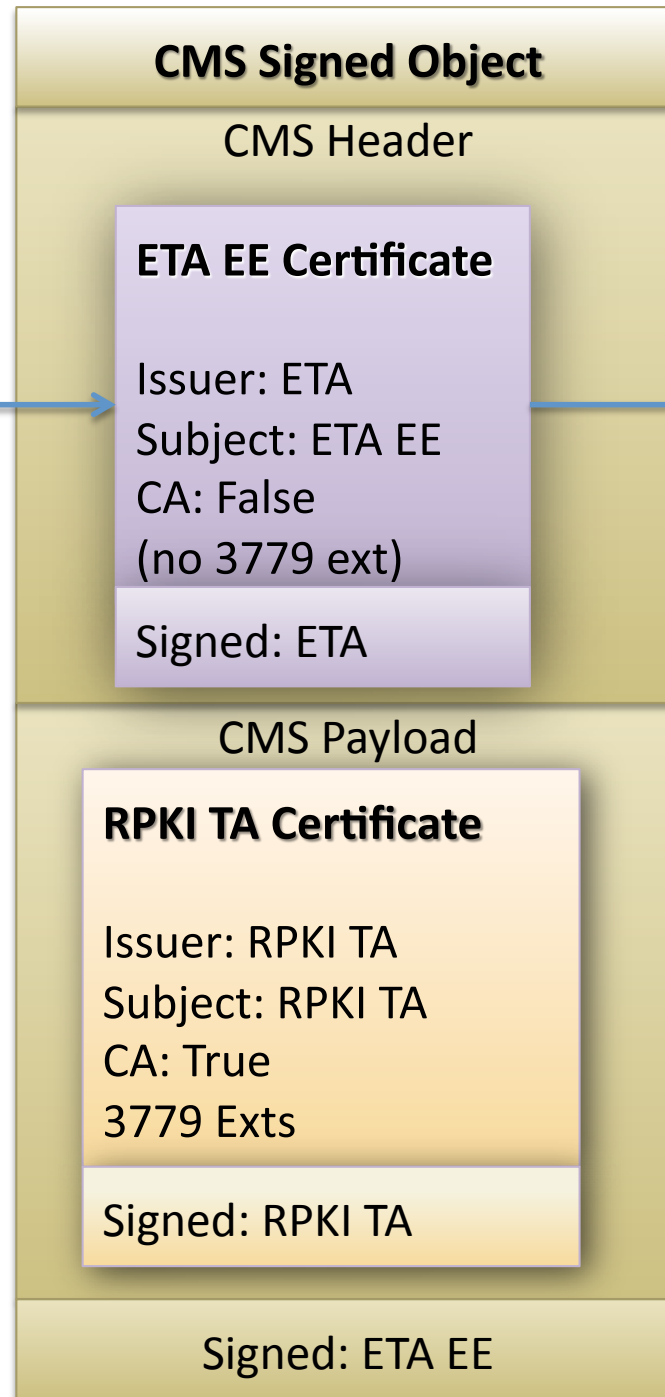 CMS Signed Object
CMS Header
ETA EE Certificate
Issuer: ETA
Subject: ETA EE
CA: False
(no 3779 ext)
Signed: ETA
CMS Payload
RPKI TA Certificate
Issuer: RPKI TA
Subject: RPKI TA
CA: True
3779 Exts
Signed: RPKI TA
Signed: ETA EE